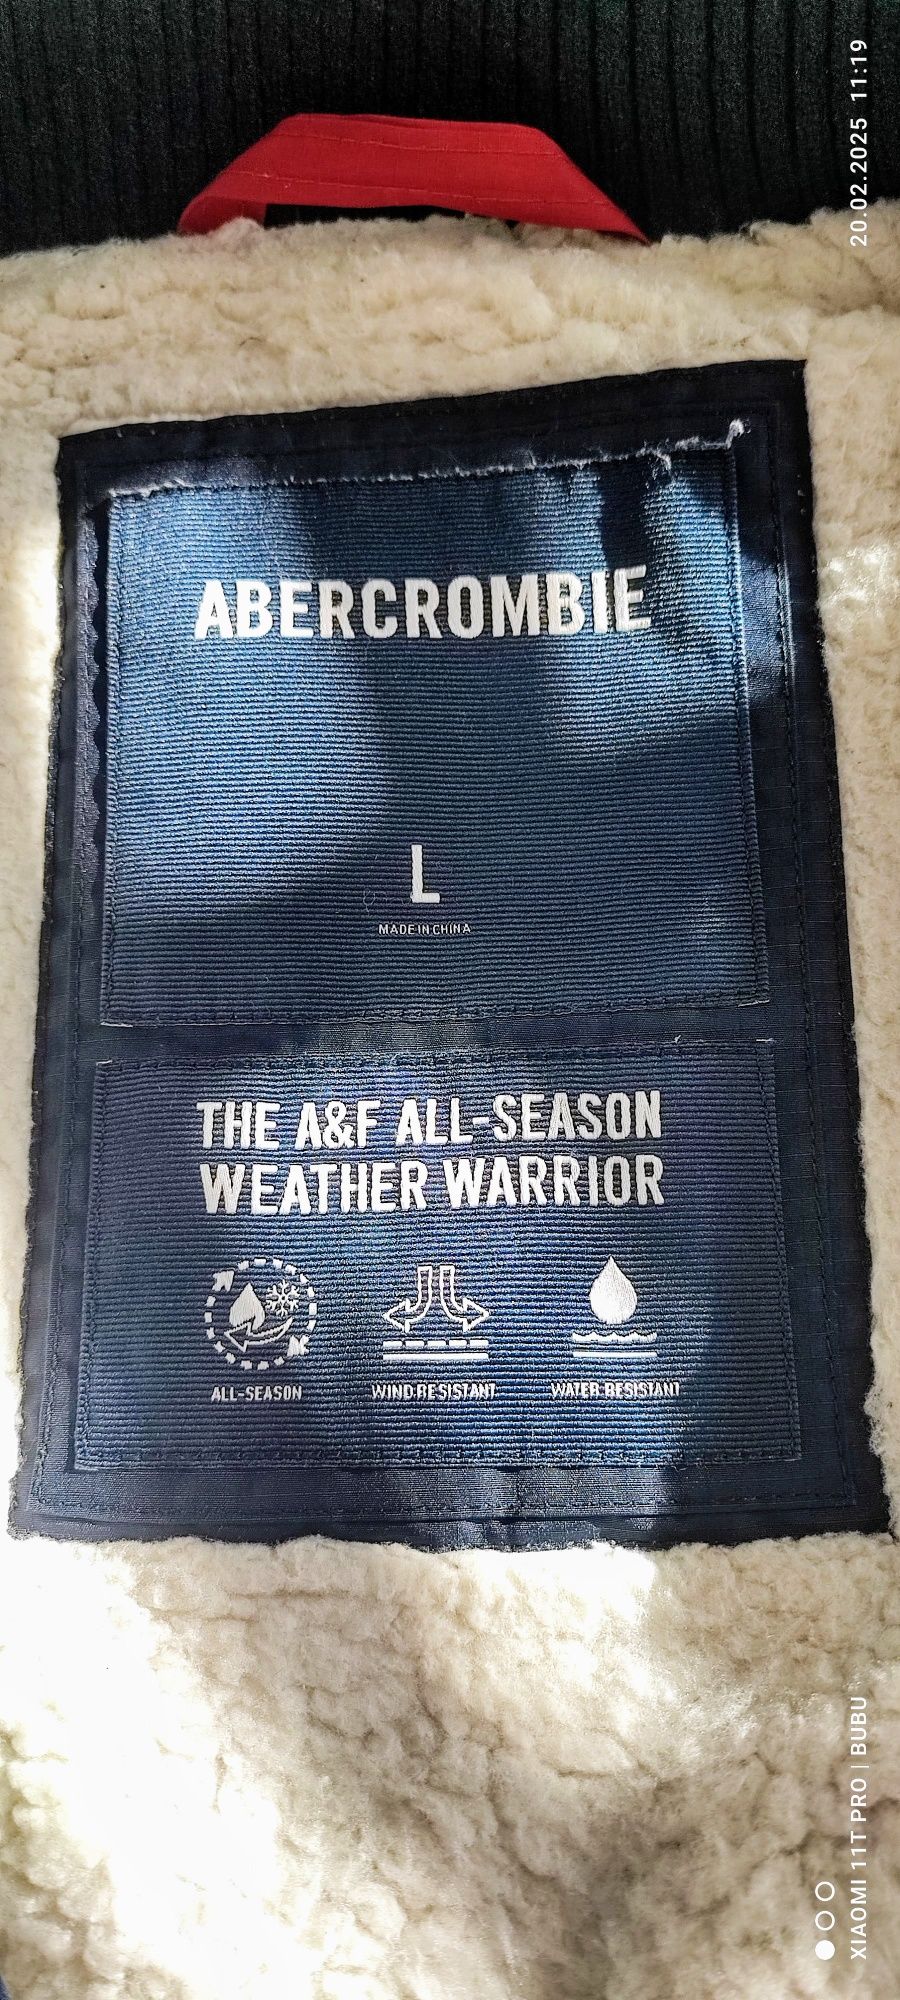 ABERCROMBIE
L
MADE IN CHINA
THE A&F ALL-SEASON
WEATHER WARRIOR
ALL-SEASON
WIND RESISTANT
WATER RESISTANT
20.02.2025 11:19
XIAOMI 11T PRO | BUBU